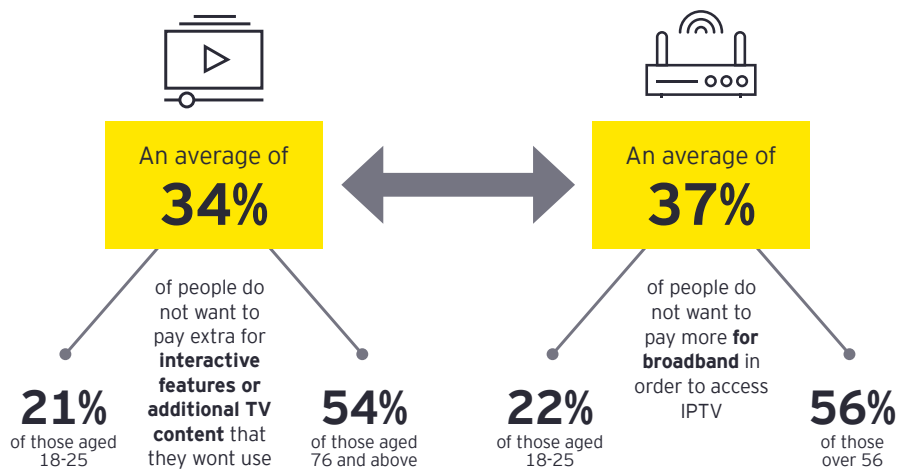 An average of
34%
of people do
not want to
pay extra for
interactive
features or
additional TV
content that
they wont use
21%
of those aged
18-25
54%
of those aged
76 and above
An average of
37%
of people do
not want to
pay more for
broadband in
order to access
IPTV
22%
of those aged
18-25
56%
of those
over 56